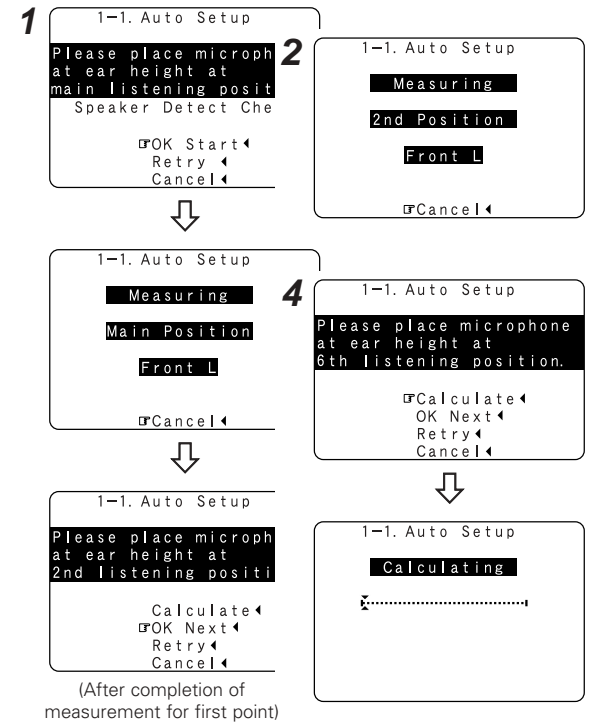 1
1-1. Auto Setup
Please place microph
at ear height at
main listening posit
Speaker Detect Che
☞OK Start◀
Retry ◀
Cancel◀
1-1. Auto Setup
Measuring
Main Position
Front L
☞Cancel◀
1-1. Auto Setup
Please place microph
at ear height at
2nd listening positi
Calculate◀
☞OK Next◀
Retry◀
Cancel◀
(After completion of
measurement for first point)
2
1-1. Auto Setup
Measuring
2nd Position
Front L
☞Cancel◀
4
1-1. Auto Setup
Please place microphone
at ear height at
6th listening position.
☞Calculate◀
OK Next◀
Retry◀
Cancel◀
1-1. Auto Setup
Calculating